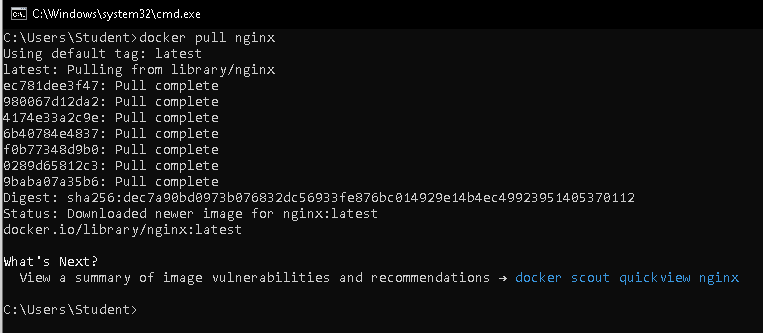 C:\Windows\system32\cmd.exe
C:\Users\Student>docker pull nginx
Using default tag: latest
latest: Pulling from library/nginx
ec781dee3f47: Pull complete
980067d12da2: Pull complete
4174e33a2c9e: Pull complete
6b40784e4837: Pull complete
f0b77348d9b0: Pull complete
0289d65812c3: Pull complete
9baba07a35b6: Pull complete
Digest: sha256:dec7a90bd0973b076832dc56933fe876bc014929e14b4ec49923951405370112
Status: Downloaded newer image for nginx:latest
docker.io/library/nginx:latest
What's Next?
View a summary of image vulnerabilities and recommendations → docker scout quickview nginx
C:\Users\Student>